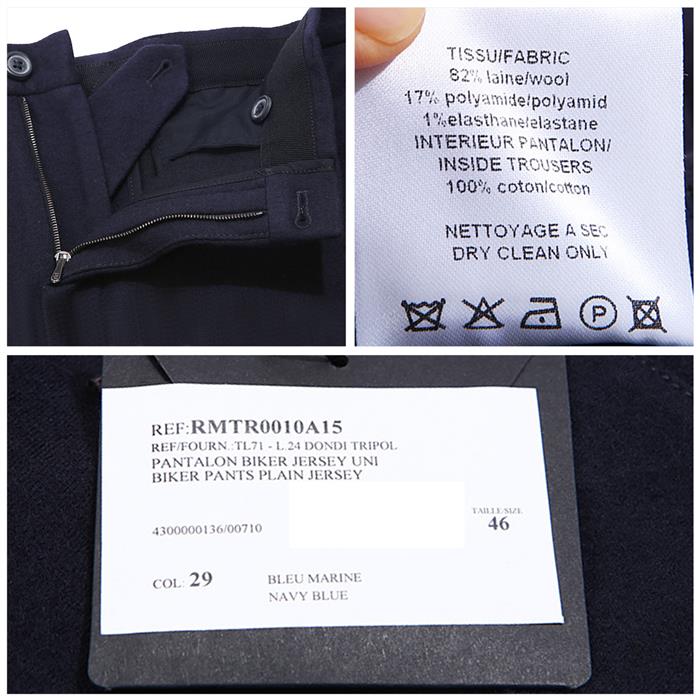 TISSU/FABRIC
82% laine/wool
17% polyamide/polyamid
1%elasthane/elastane
INTERIEUR PANTALON/
INSIDE TROUSERS
100% coton/cotton
NETTOYAGE A SEC
DRY CLEAN ONLY
P
REF:RMTR0010A15
REF/FOURN.:TL71 - L.24 DONDI TRIPOL
PANTALON BIKER JERSEY UNI
BIKER PANTS PLAIN JERSEY
TAILLE/SIZE
4300000136/00710 46
COL: 29 BLEU MARINE
NAVY BLUE